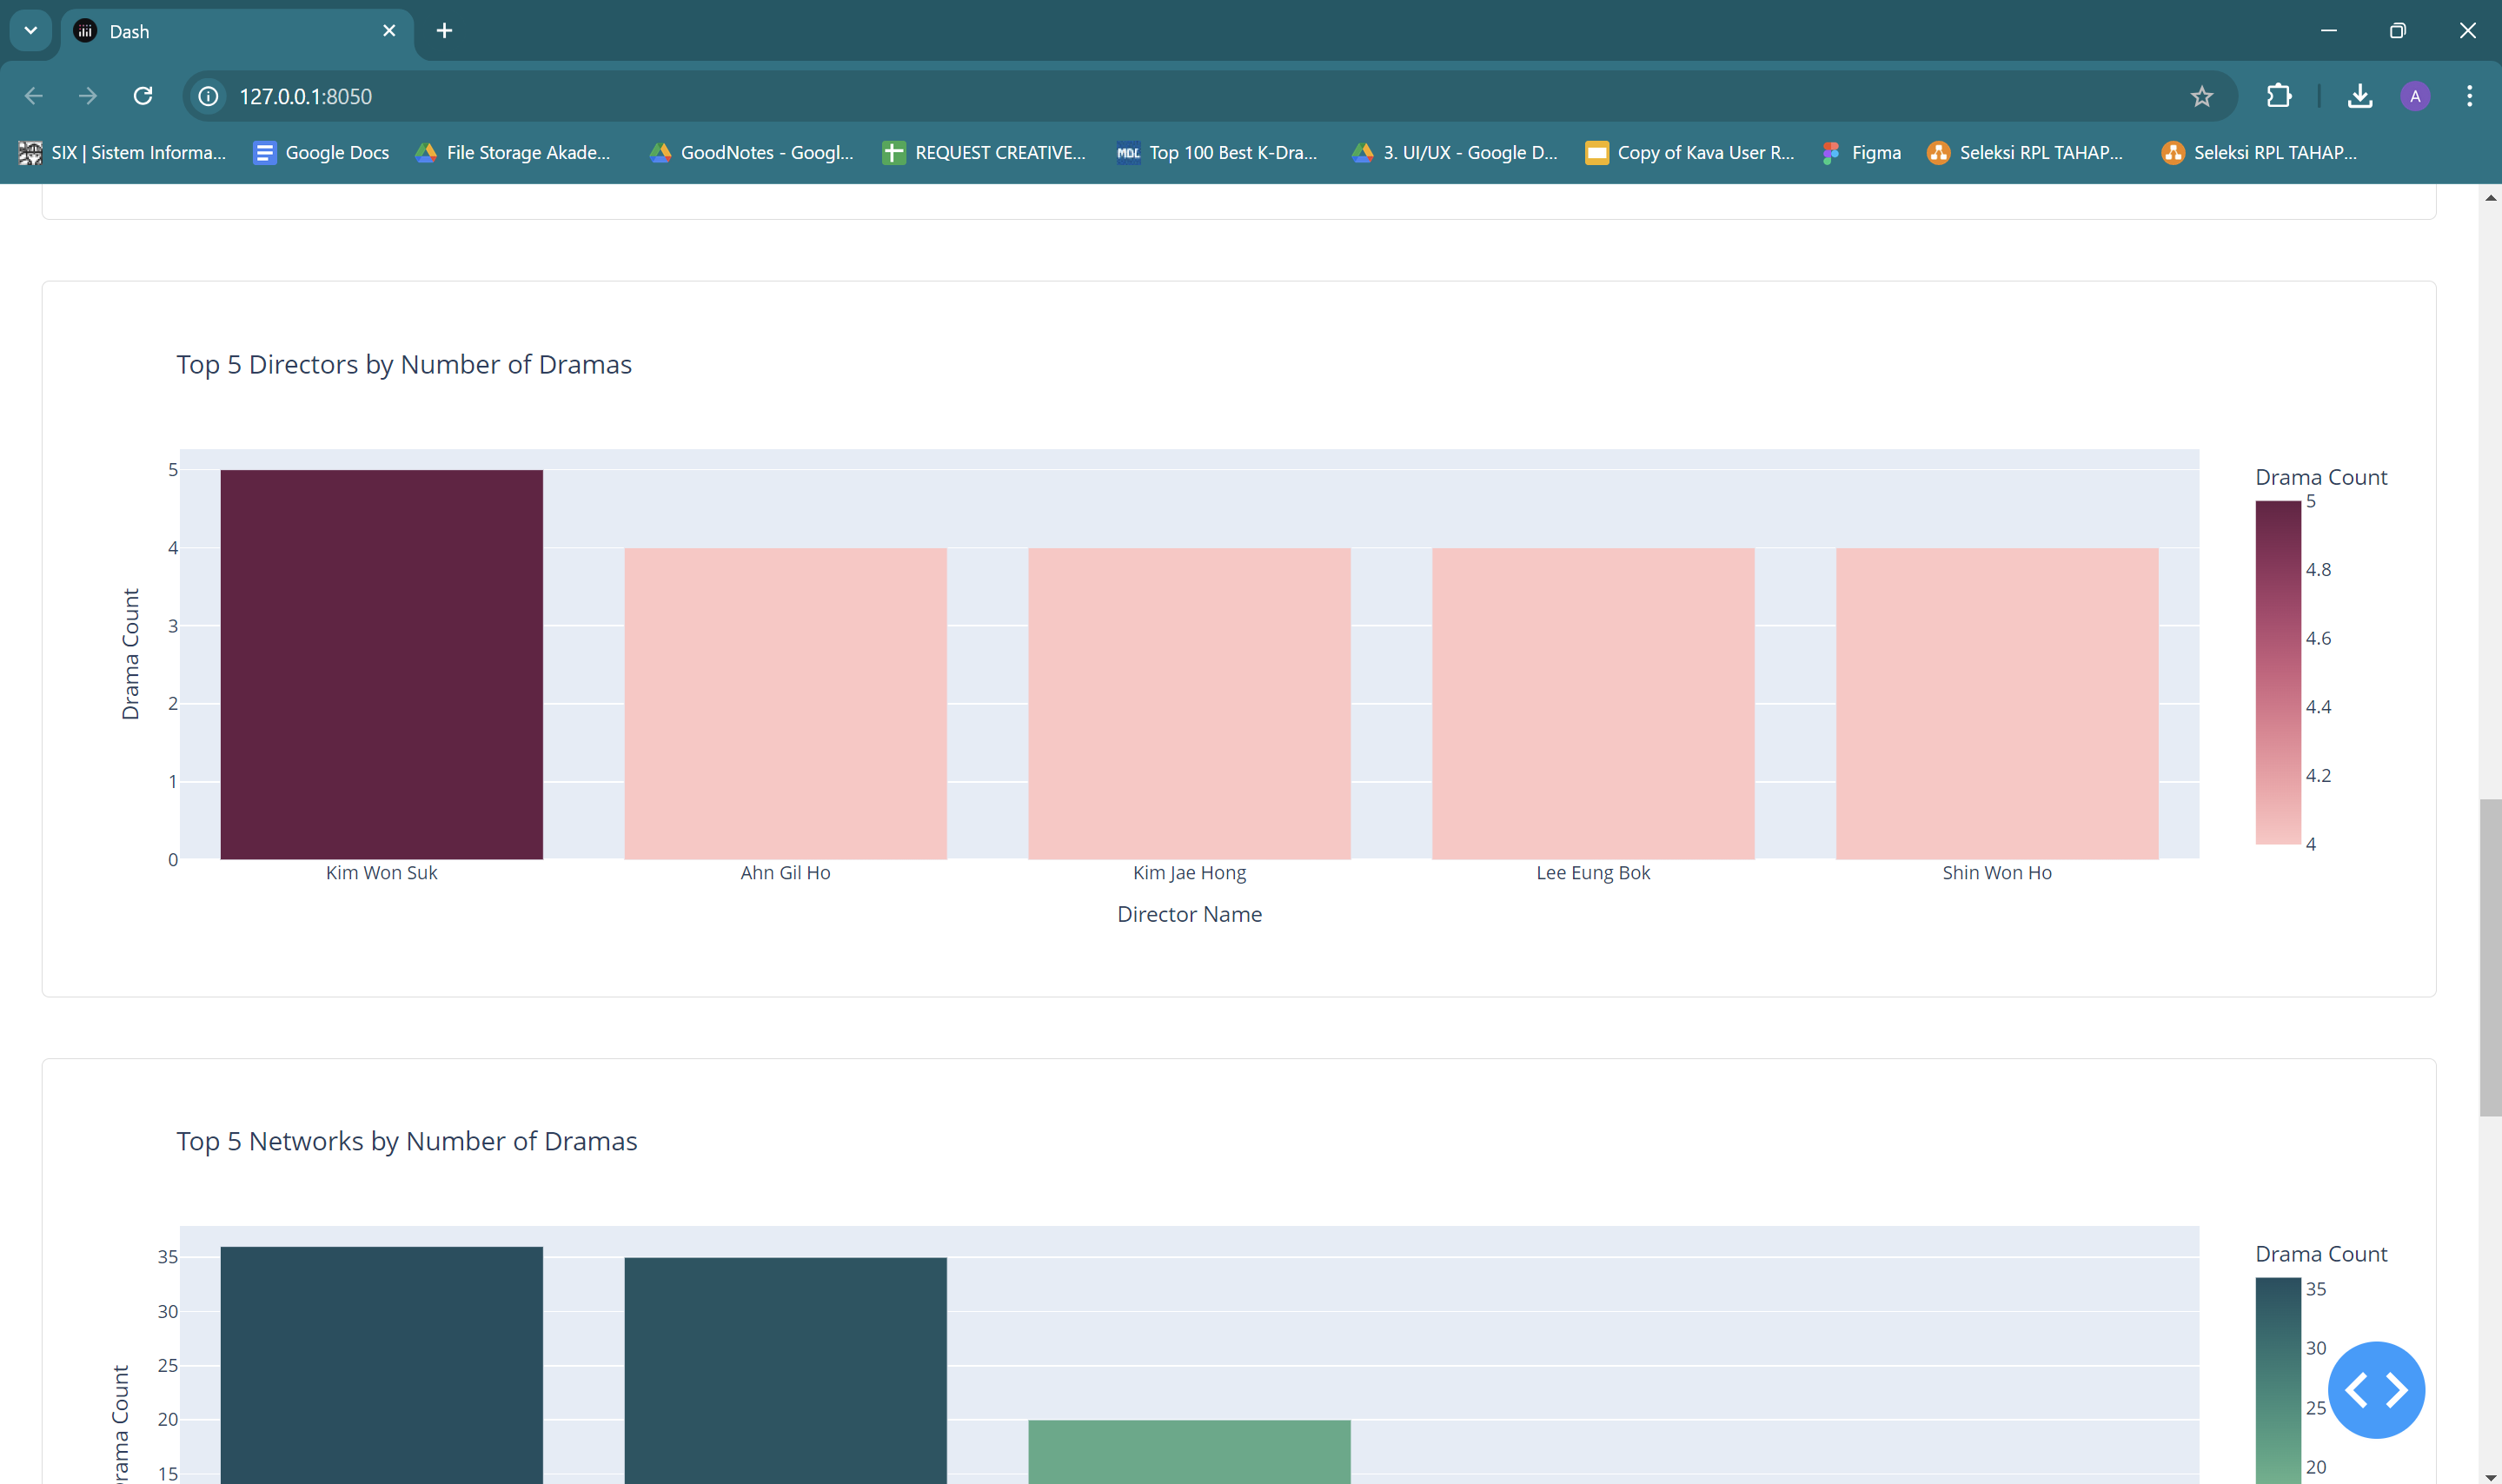 Dash
127.0.0.1:8050
A
SIX | Sistem Informa...
Google Docs
File Storage Akade...
GoodNotes - Googl...
REQUEST CREATIVE...
MDL
Top 100 Best K-Dra...
3. UI/UX - Google D...
Copy of Kava User R...
Figma
Seleksi RPL TAHAP...
Seleksi RPL TAHAP...
Top 5 Directors by Number of Dramas
Drama Count
5
4
3
2
1
0
Kim Won Suk
Ahn Gil Ho
Kim Jae Hong
Lee Eung Bok
Shin Won Ho
Director Name
Drama Count
5
4.8
4.6
4.4
4.2
4
Top 5 Networks by Number of Dramas
35
30
25
20
15
Drama Count
35
30
25
20